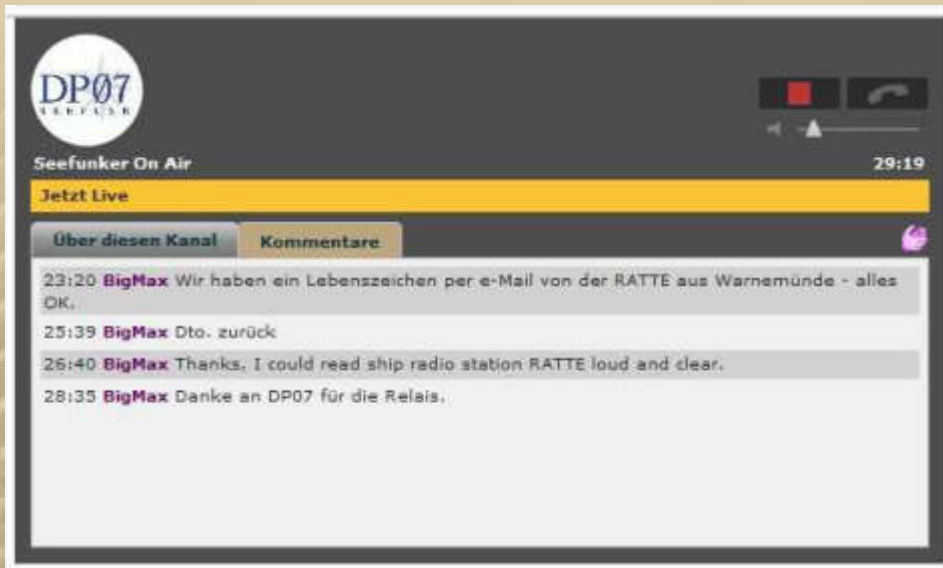 DP07
SEEFUNK
Seefunker On Air
29:19
Jetzt Live
Über diesen Kanal
Kommentare
23:20 BigMax Wir haben ein Lebenszeichen per e-Mail von der RATTE aus Warnemünde - alles
OK.
25:39 BigMax Dto. zurück
26:40 BigMax Thanks. I could read ship radio station RATTE loud and clear.
28:35 BigMax Danke an DP07 für die Relais.